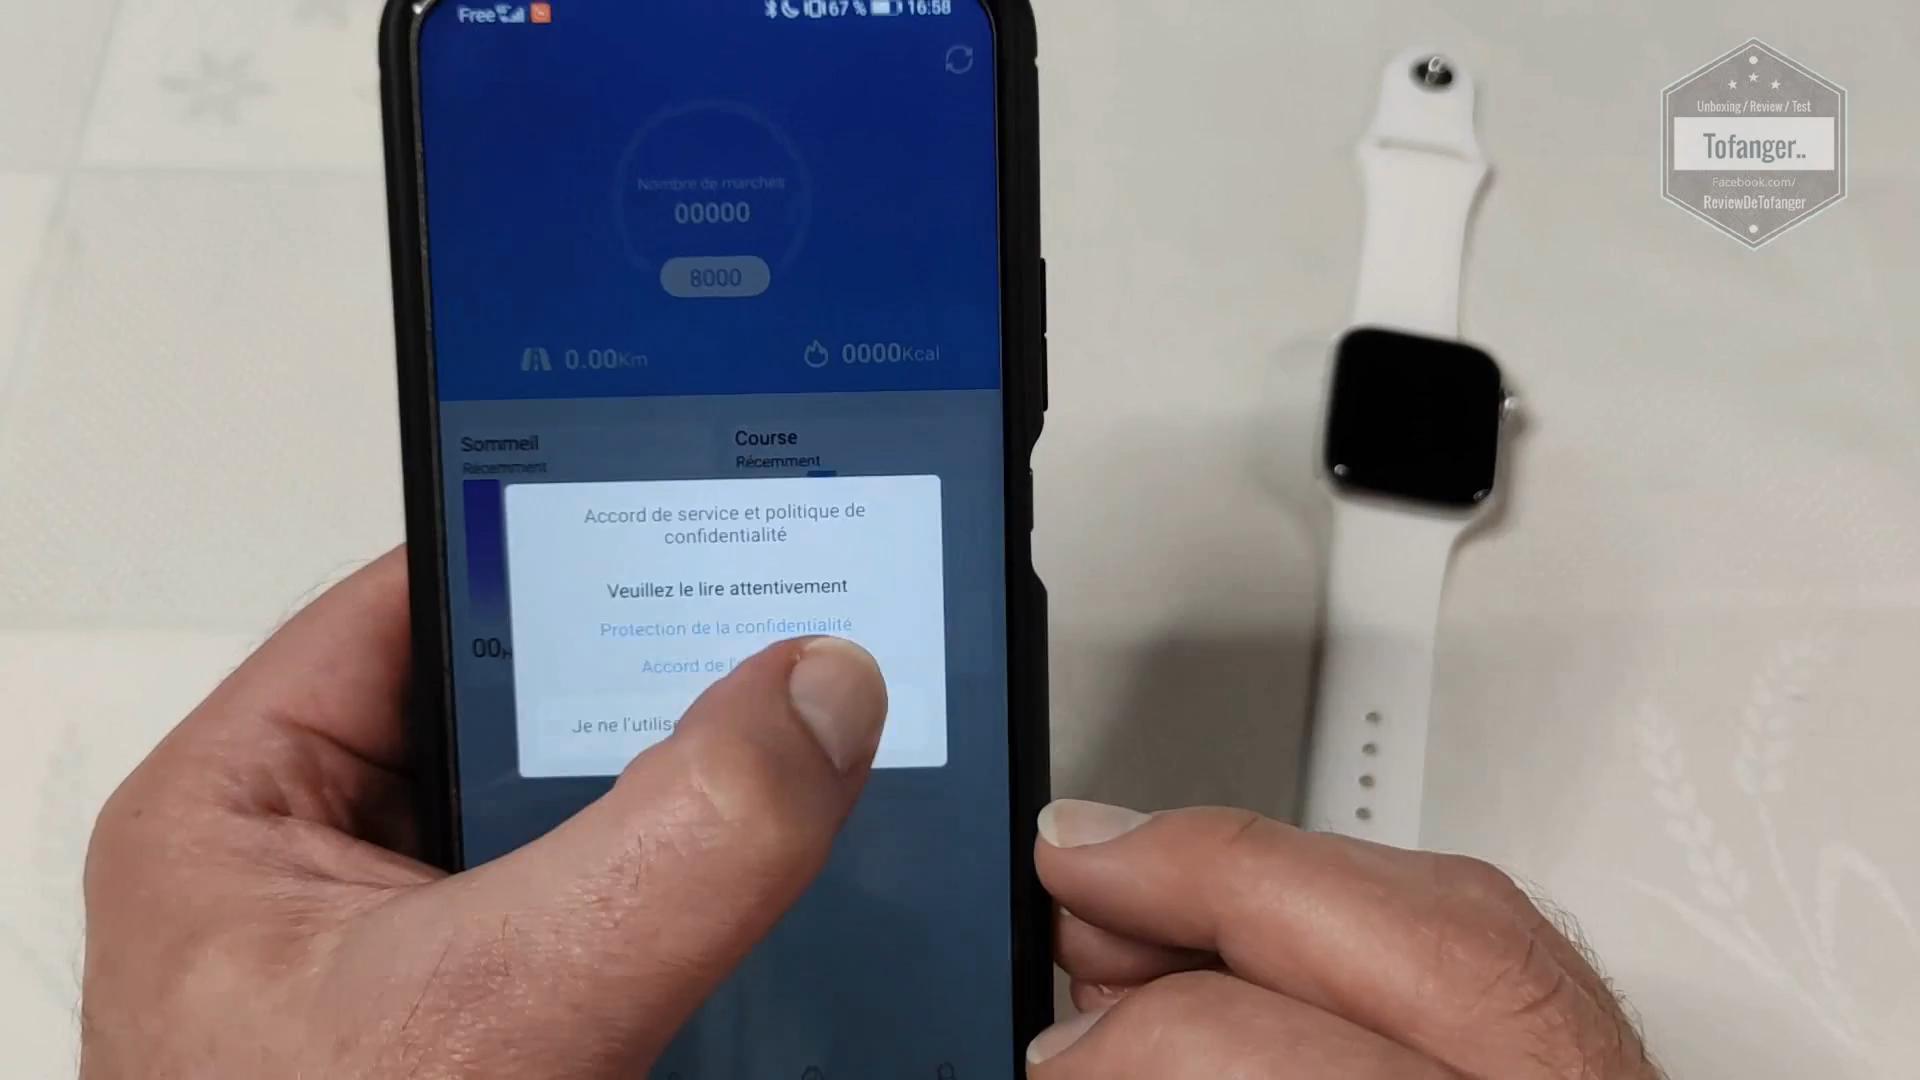 Free
67 %
16:58
Unboxing / Review / Test
Tofanger..
Facebook.com/
ReviewDeTofanger
Nombre de marches
00000
8000
0.00Km
0000Kcal
Sommeil
Récemment
Course
Récemment
00H
Accord de service et politique de
confidentialité
Veuillez le lire attentivement
Protection de la confidentialité
Accord de l'
Je ne l'utilise